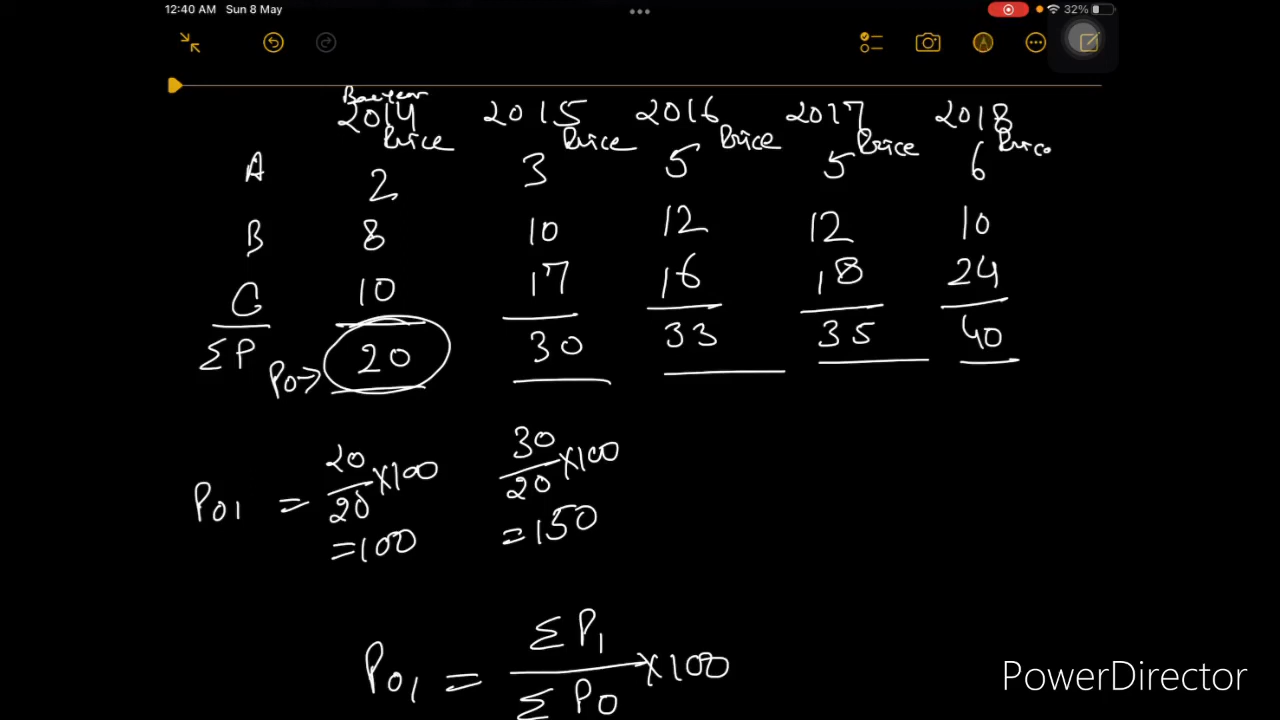 12:40 AM Sun 8 May
32%
Base year
2014 2015 2016 2017 2018
Price Price Price Price Price
A 2 3 5 5 6
B 8 10 12 12 10
C 10 17 16 18 24
ΣP P0→ 20 30 33 35 40
P01 = 20/20 ×100 30/20 ×100
=100 =150
P01 = ΣP1/ΣP0 ×100
PowerDirector